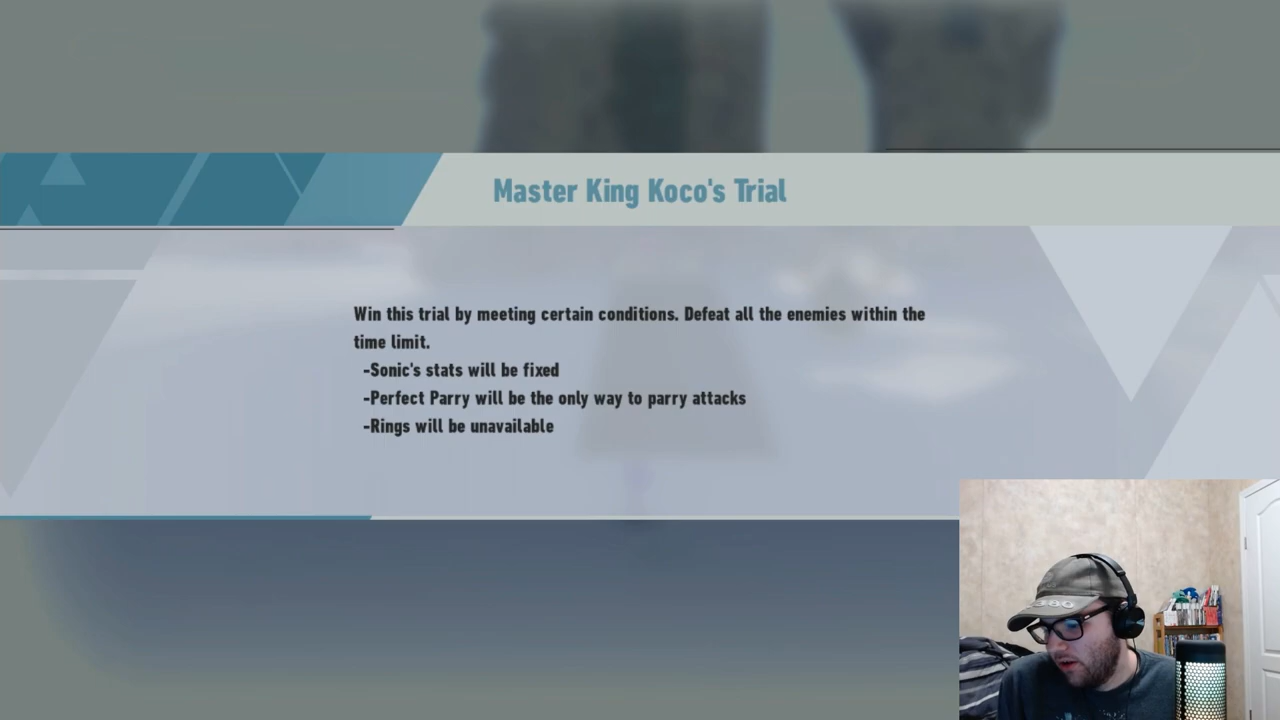 Master King Koco's Trial
Win this trial by meeting certain conditions. Defeat all the enemies within the
time limit.
-Sonic's stats will be fixed
-Perfect Parry will be the only way to parry attacks
-Rings will be unavailable